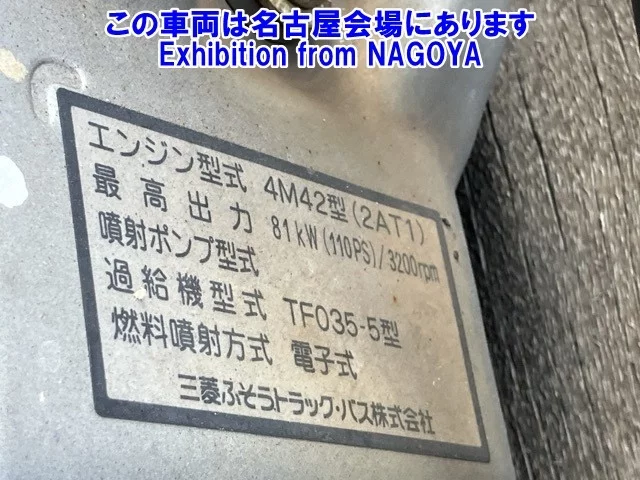 この車両は名古屋会場にあります
Exhibition from NAGOYA
エンジン型式 4M42型(2AT1)
最高出力 81kW(110PS)/3200rpm
噴射ポンプ型式
過給機型式 TF035-5型
燃料噴射方式 電子式
三菱ふそうトラック・バス株式会社